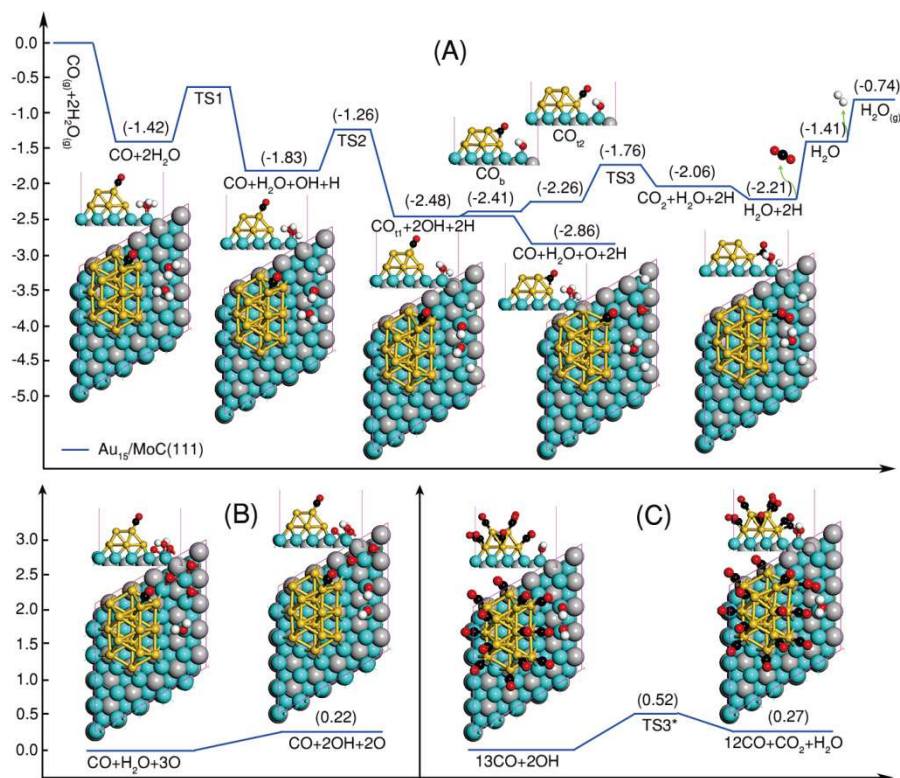 (A)
0.0
-0.5
-1.0
-1.5
-2.0
-2.5
-3.0
-3.5
-4.0
-4.5
-5.0
CO(g)+2H₂O(g)
(-1.42)
CO+2H₂O
TS1
(-1.83)
CO+H₂O+OH+H
(-1.26)
TS2
(-2.48)
COt1+2OH+2H
(-2.41)
COb
(-2.26)
COt2
(-2.86)
CO+H₂O+O+2H
(-1.76)
TS3
(-2.06)
CO₂+H₂O+2H
(-2.21)
H₂O+2H
(-1.41)
H₂O
(-0.74)
H₂O(g)
Au₁₅/MoC(111)
(B)
3.0
2.5
2.0
1.5
1.0
0.5
0.0
CO+H₂O+3O
(0.22)
CO+2OH+2O
(C)
13CO+2OH
(0.52)
TS3*
(0.27)
12CO+CO₂+H₂O